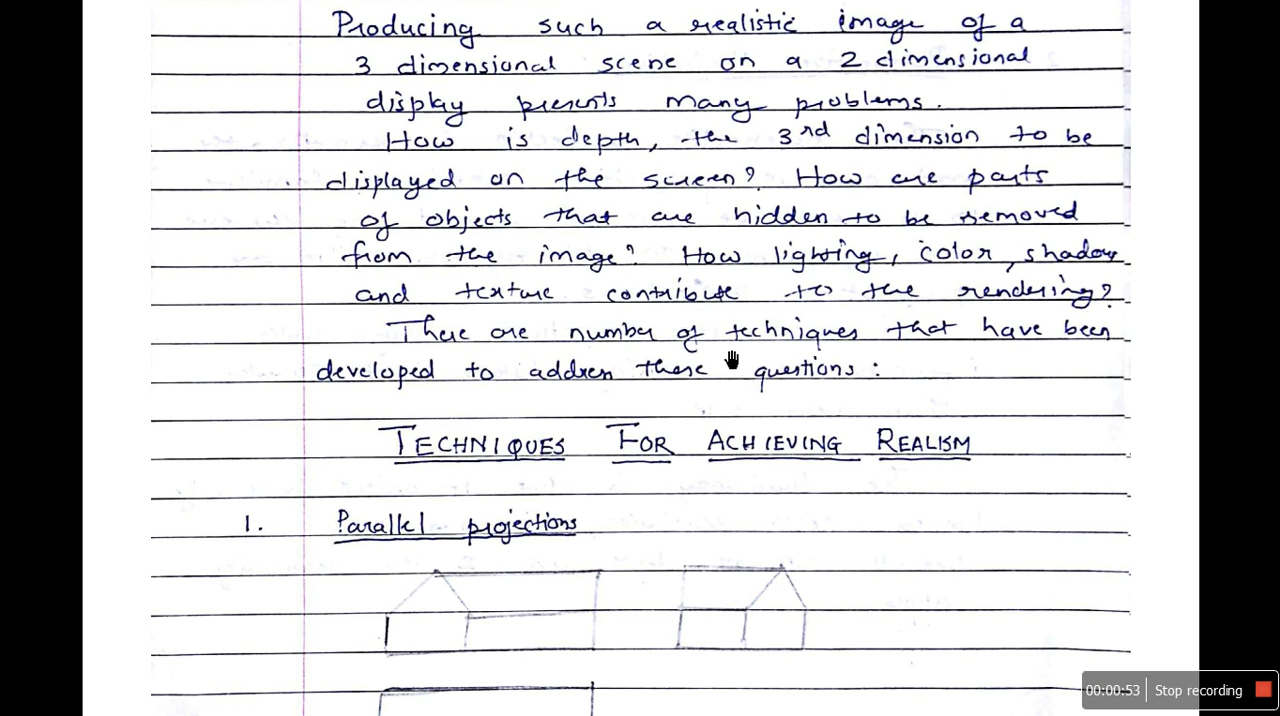 Producing such a realistic image of a
3 dimensional scene on a 2 dimensional
display presents many problems.
How is depth, the 3rd dimension to be
displayed on the screen? How are parts
of objects that are hidden to be removed
from the image? How lighting, color, shadow
and texture contribute to the rendering?
There are number of techniques that have been
developed to address these questions:
TECHNIQUES FOR ACHIEVING REALISM
1. Parallel projections
00:00:53 Stop recording